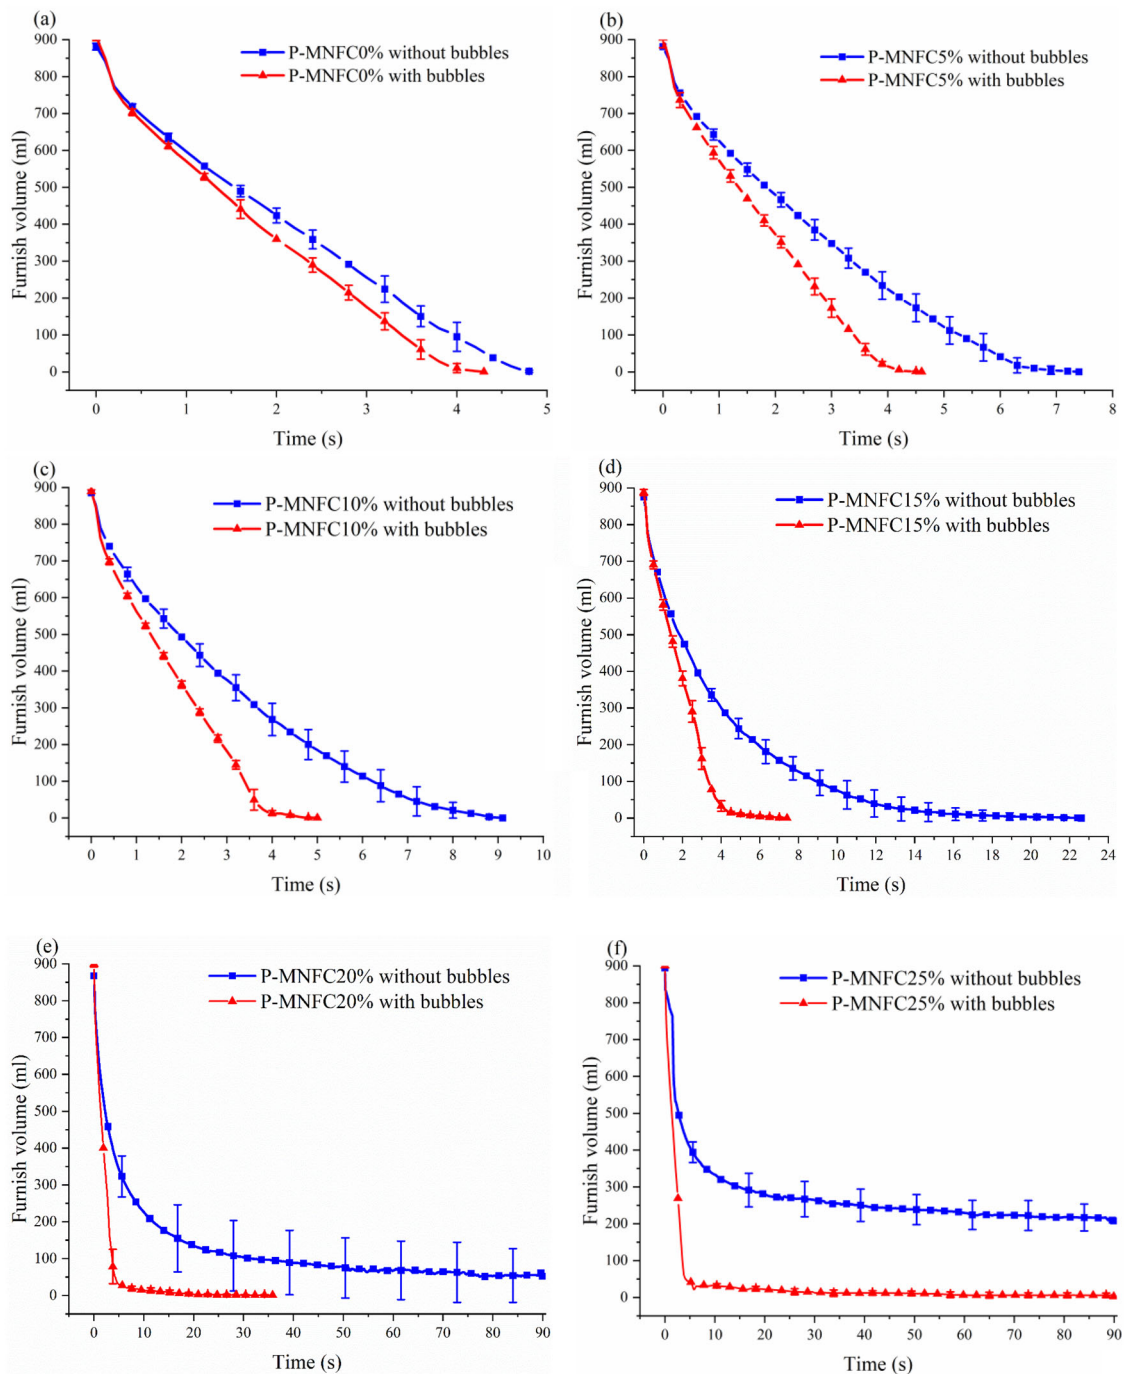 (a)
900
800
700
600
500
400
300
200
100
0
Furnish volume (ml)
P-MNFC0% without bubbles
P-MNFC0% with bubbles
0 1 2 3 4 5
Time (s)
(b)
900
800
700
600
500
400
300
200
100
0
Furnish volume (ml)
P-MNFC5% without bubbles
P-MNFC5% with bubbles
0 1 2 3 4 5 6 7 8
Time (s)
(c)
900
800
700
600
500
400
300
200
100
0
Furnish volume (ml)
P-MNFC10% without bubbles
P-MNFC10% with bubbles
0 1 2 3 4 5 6 7 8 9 10
Time (s)
(d)
900
800
700
600
500
400
300
200
100
0
Furnish volume (ml)
P-MNFC15% without bubbles
P-MNFC15% with bubbles
0 2 4 6 8 10 12 14 16 18 20 22 24
Time (s)
(e)
900
800
700
600
500
400
300
200
100
0
Furnish volume (ml)
P-MNFC20% without bubbles
P-MNFC20% with bubbles
0 10 20 30 40 50 60 70 80 90
Time (s)
(f)
900
800
700
600
500
400
300
200
100
0
Furnish volume (ml)
P-MNFC25% without bubbles
P-MNFC25% with bubbles
0 10 20 30 40 50 60 70 80 90
Time (s)